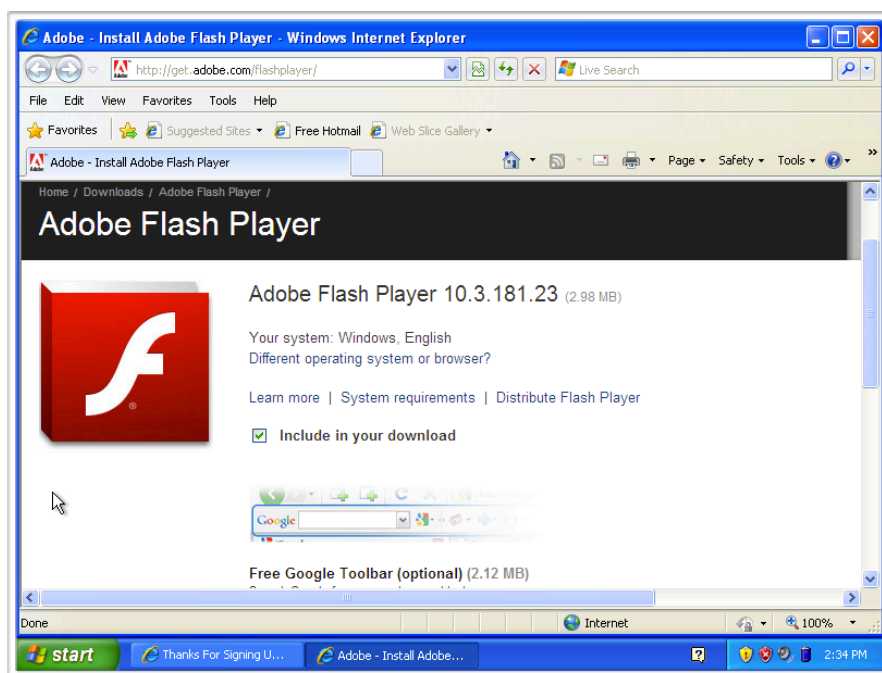 Adobe - Install Adobe Flash Player - Windows Internet Explorer
http://get.adobe.com/flashplayer/
Live Search
File Edit View Favorites Tools Help
Favorites Suggested Sites Free Hotmail Web Slice Gallery
Adobe - Install Adobe Flash Player Page Safety Tools »
Home / Downloads / Adobe Flash Player /
Adobe Flash Player
Adobe Flash Player 10.3.181.23 (2.98 MB)
Your system: Windows, English
Different operating system or browser?
Learn more | System requirements | Distribute Flash Player
Include in your download
Google
Free Google Toolbar (optional) (2.12 MB)
Done Internet 100%
start Thanks For Signing U... Adobe - Install Adobe... 2:34 PM